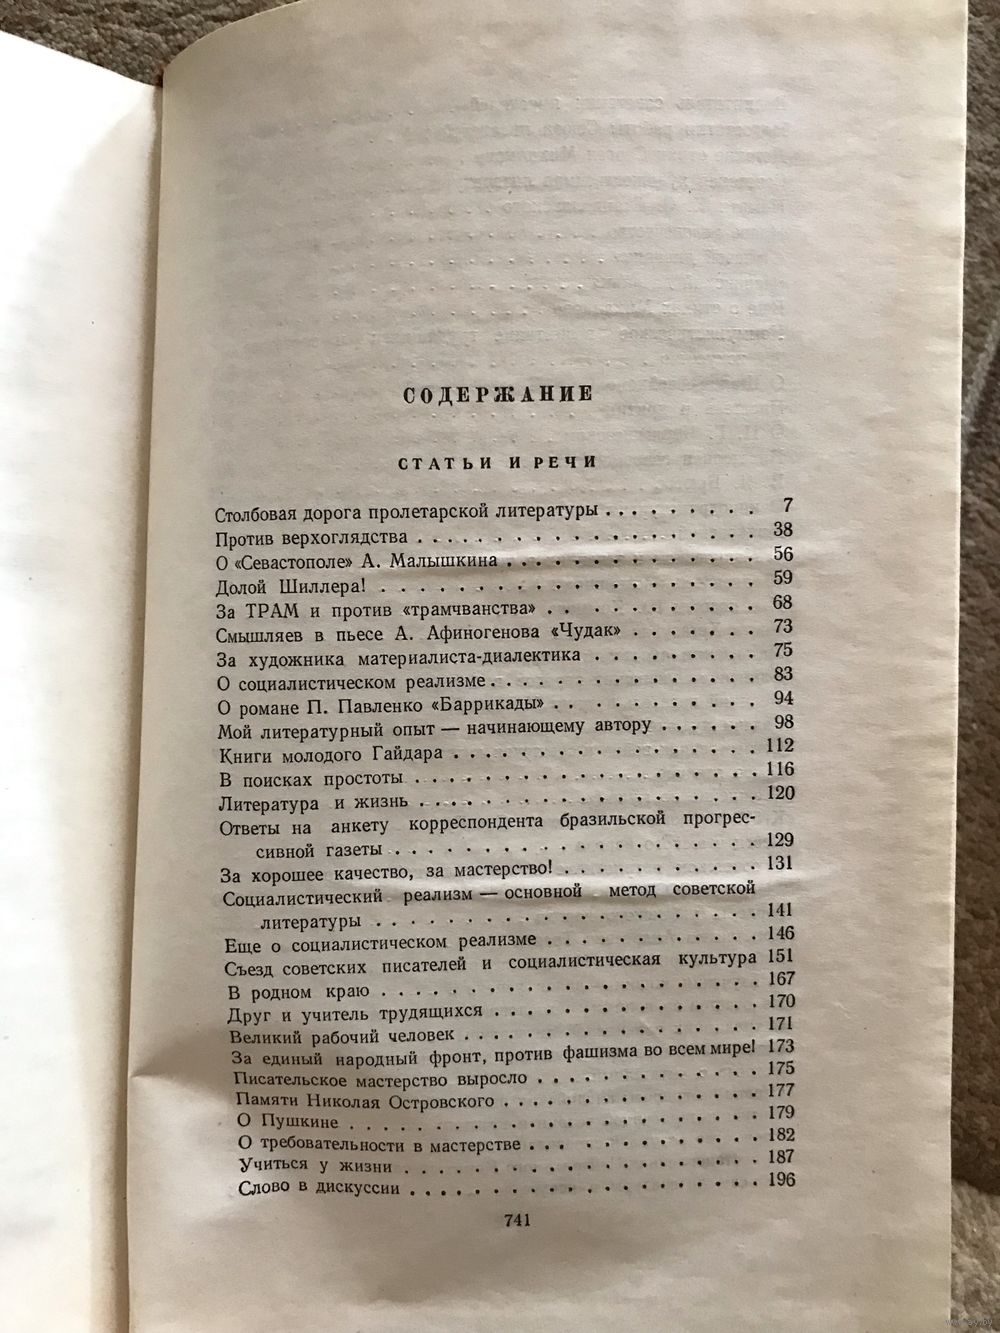 СОДЕРЖАНИЕ
СТАТЬИ И РЕЧИ
Столбовая дорога пролетарской литературы . . . . . . . . . 7
Против верхоглядства . . . . . . . . . . . . . . . . . . . 38
О «Севастополе» А. Малышкина . . . . . . . . . . . . . . 56
Долой Шиллера! . . . . . . . . . . . . . . . . . . . . . 59
За ТРАМ и против «трамчванства» . . . . . . . . . . . 68
Смышляев в пьесе А. Афиногенова «Чудак» . . . . . . . 73
За художника материалиста-диалектика . . . . . . . . . 75
О социалистическом реализме . . . . . . . . . . . . . . 83
О романе П. Павленко «Баррикады» . . . . . . . . . . . 94
Мой литературный опыт — начинающему автору . . . . . . 98
Книги молодого Гайдара . . . . . . . . . . . . . . . . . 112
В поисках простоты . . . . . . . . . . . . . . . . . . . 116
Литература и жизнь . . . . . . . . . . . . . . . . . . . 120
Ответы на анкету корреспондента бразильской прогрес-
сивной газеты . . . . . . . . . . . . . . . . . . . . 129
За хорошее качество, за мастерство! . . . . . . . . . . . 131
Социалистический реализм — основной метод советской
литературы . . . . . . . . . . . . . . . . . . . . . 141
Еще о социалистическом реализме . . . . . . . . . . . . 146
Съезд советских писателей и социалистическая культура 151
В родном краю . . . . . . . . . . . . . . . . . . . . . 167
Друг и учитель трудящихся . . . . . . . . . . . . . . . 170
Великий рабочий человек . . . . . . . . . . . . . . . . 171
За единый народный фронт, против фашизма во всем мире! 173
Писательское мастерство выросло . . . . . . . . . . . . 175
Памяти Николая Островского . . . . . . . . . . . . . . 177
О Пушкине . . . . . . . . . . . . . . . . . . . . . . . 179
О требовательности в мастерстве . . . . . . . . . . . . 182
Учиться у жизни . . . . . . . . . . . . . . . . . . . . 187
Слово в дискуссии . . . . . . . . . . . . . . . . . . . 196
741